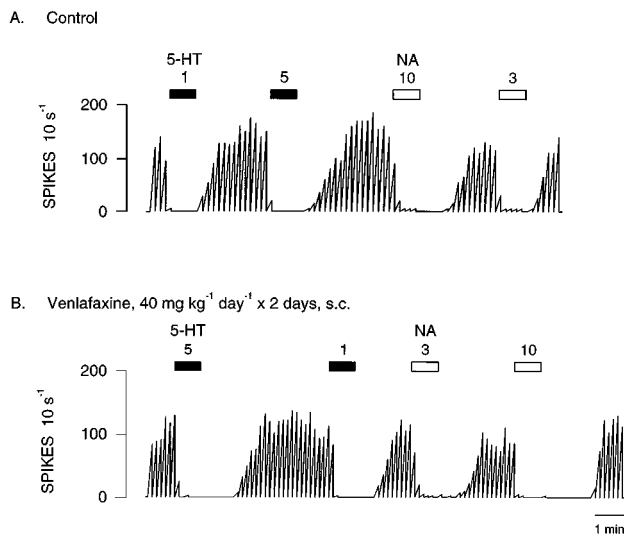 A. Control
5-HT NA
1 5 10 3
200
100
0
SPIKES 10 s⁻¹
B. Venlafaxine, 40 mg kg⁻¹ day⁻¹ x 2 days, s.c.
5-HT NA
5 1 3 10
200
100
0
SPIKES 10 s⁻¹
1 min